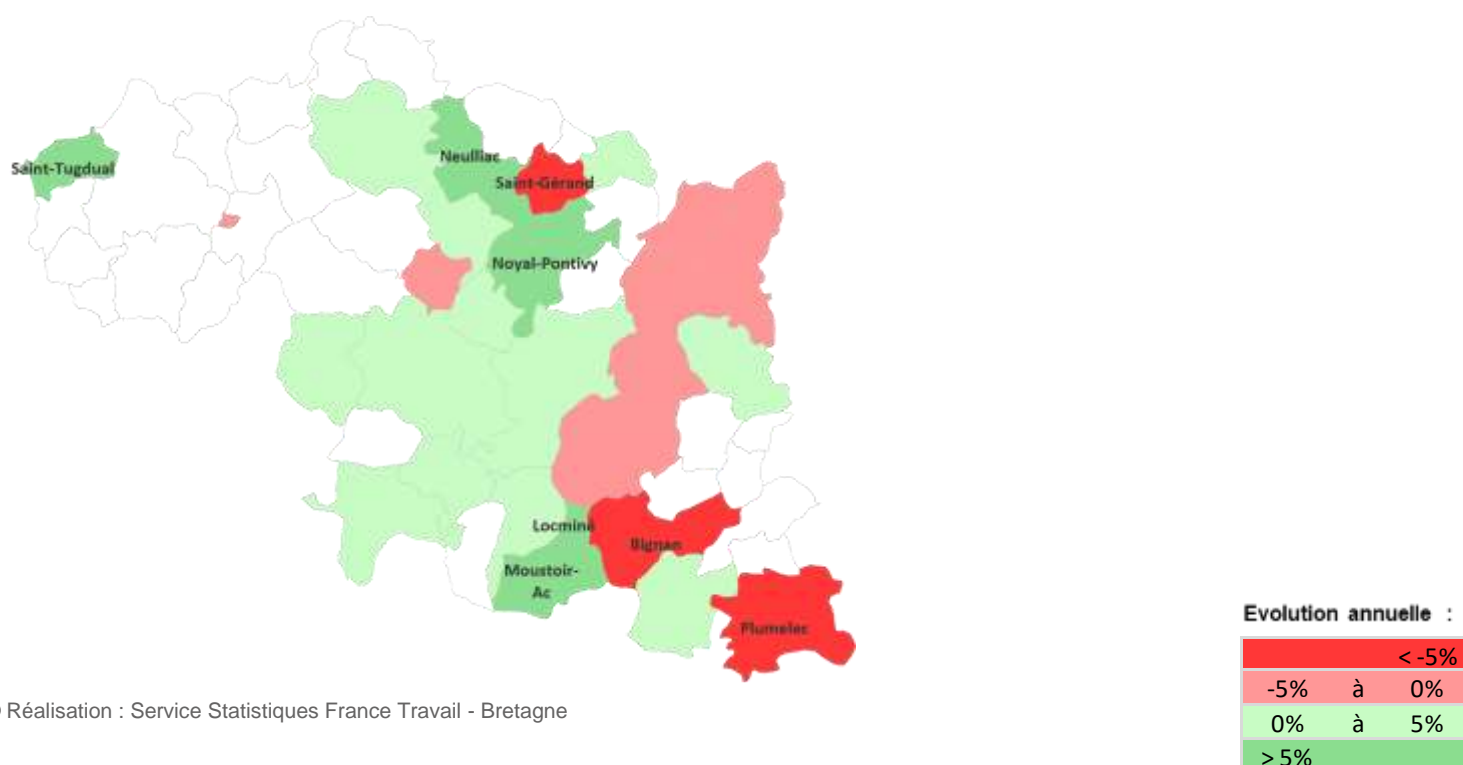 Neulliac
Saint-Tugdual
Saint-Gérand
Noyal-Pontivy
Locminé
Bignan
Moustoir-
Ac
Plumelec
Evolution annuelle :
< -5%
-5% à 0%
0% à 5%
> 5%
Réalisation : Service Statistiques France Travail - Bretagne